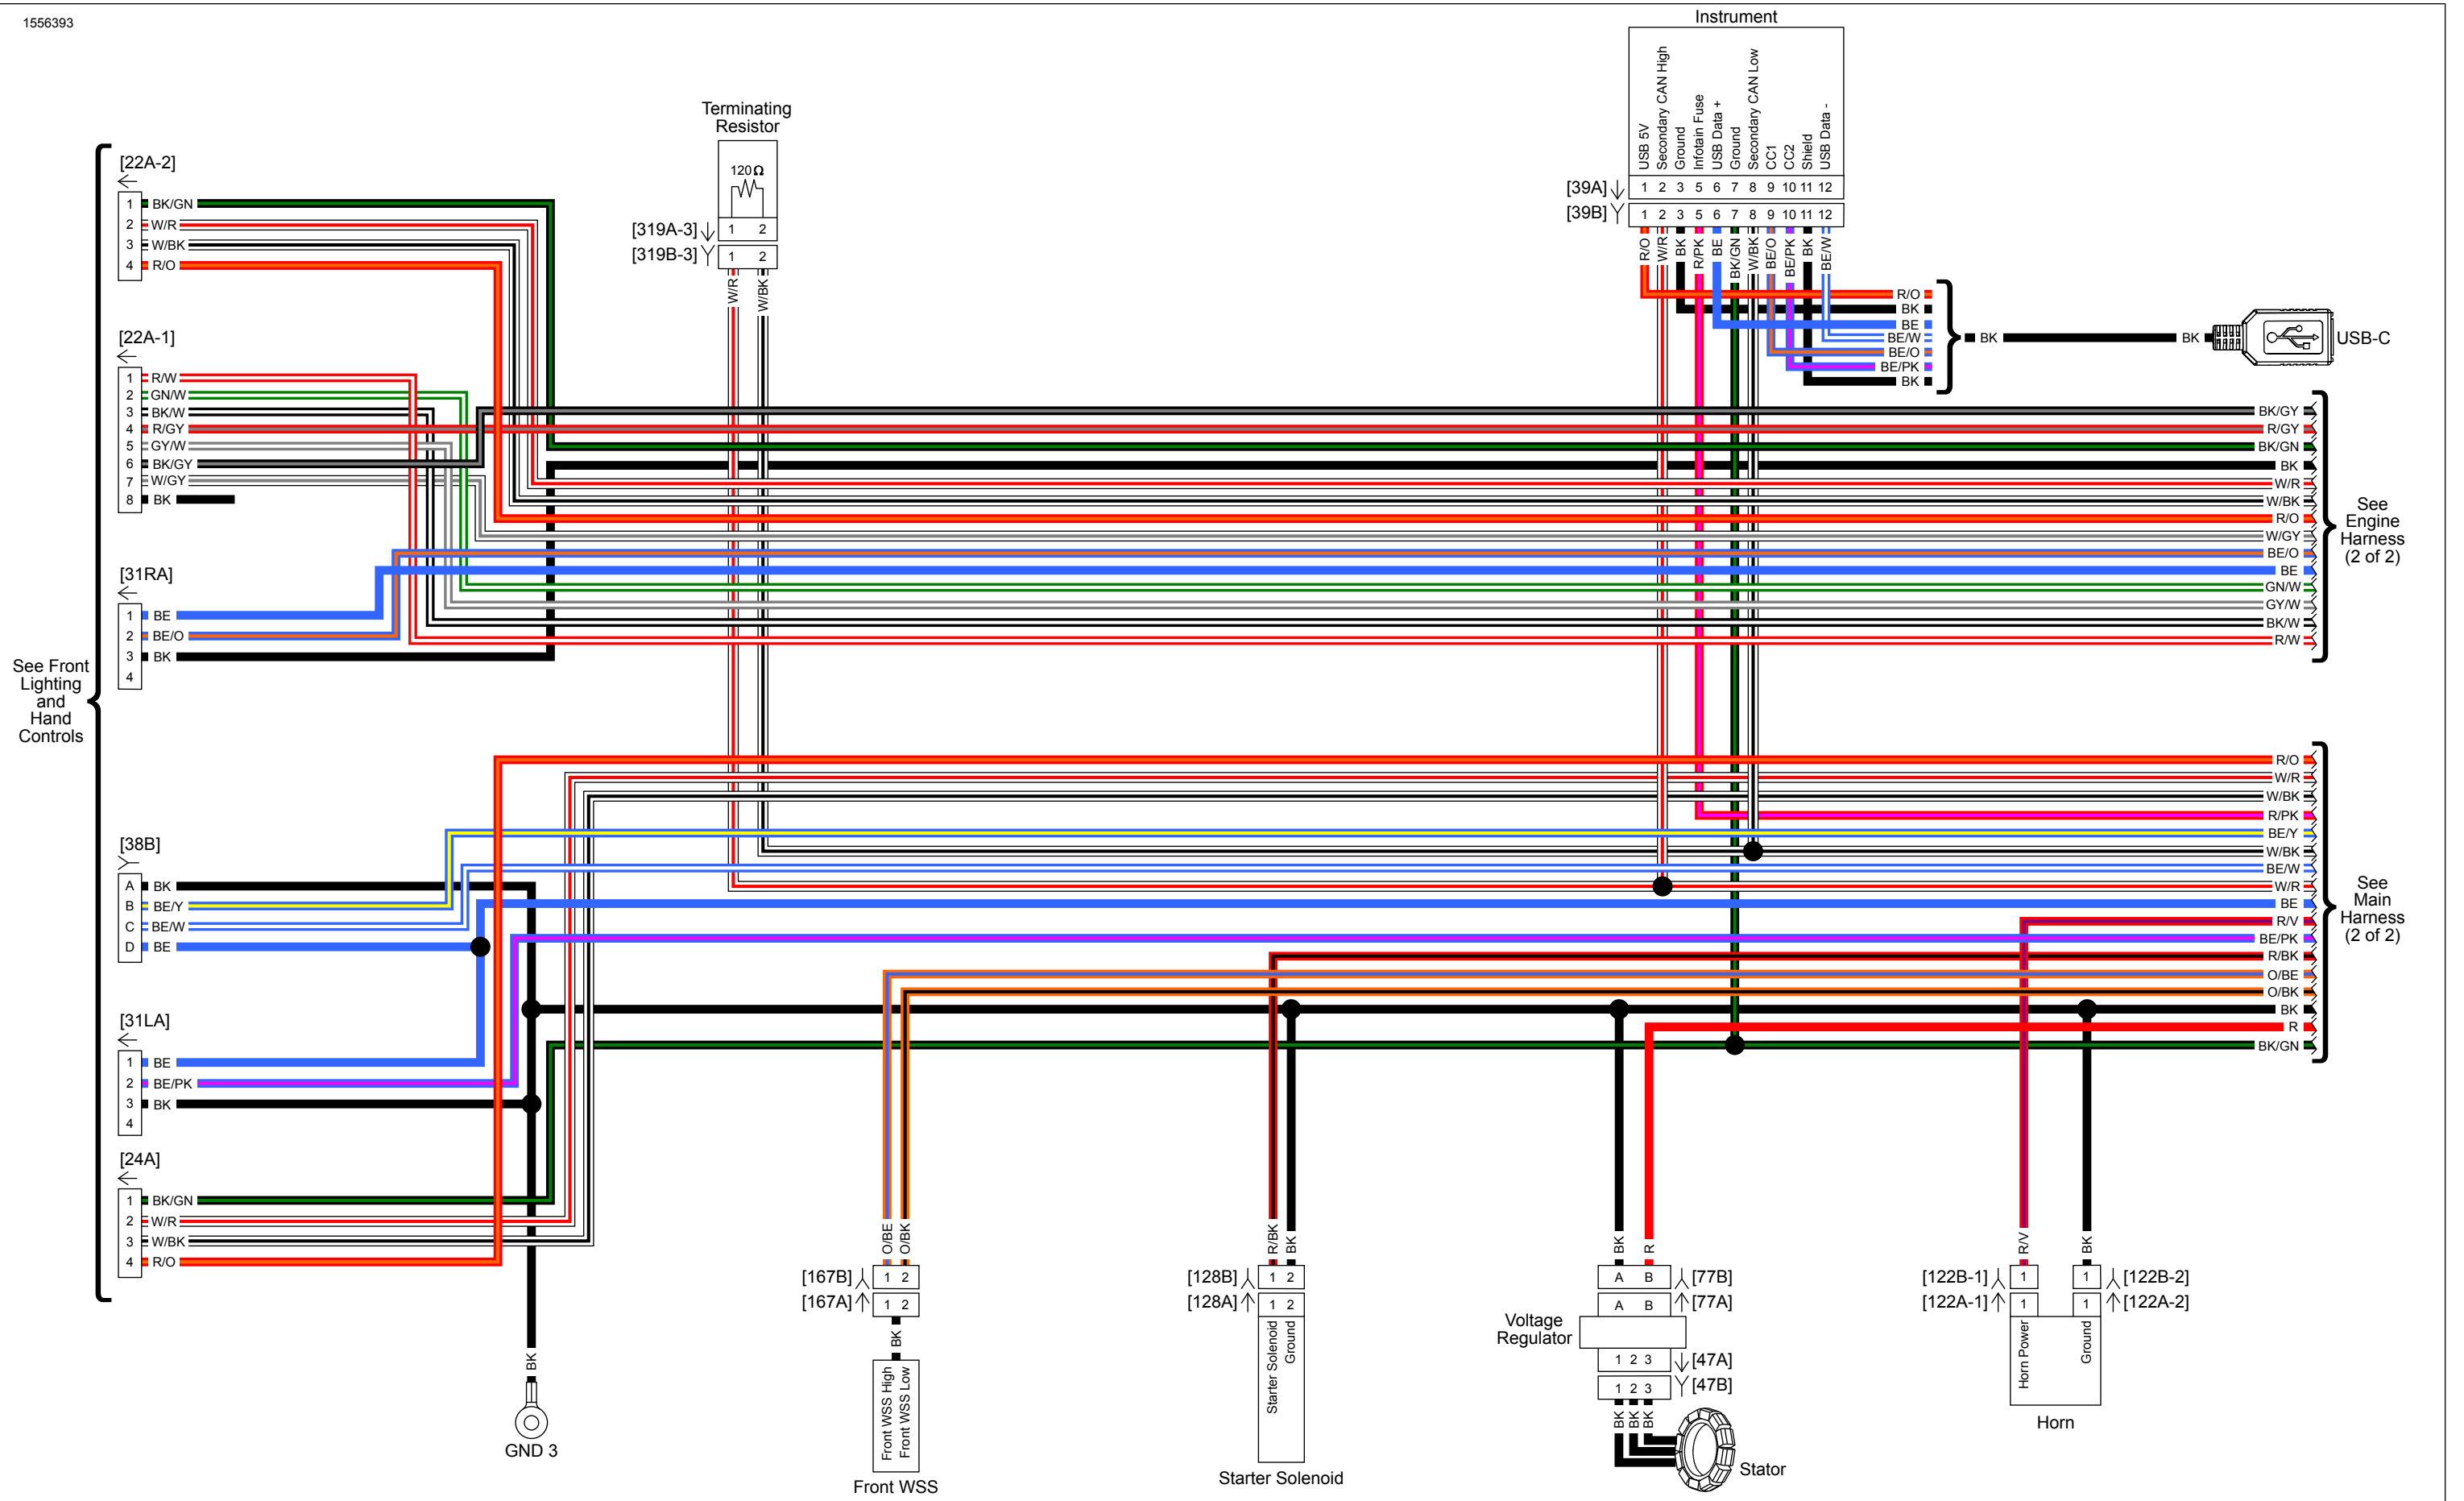 1556393
Instrument
USB 5V
Secondary CAN High
Ground
Infotain Fuse
USB Data +
Ground
Secondary CAN Low
CC1
CC2
Shield
USB Data -
[39A]
1 2 3 5 6 7 8 9 10 11 12
[39B]
1 2 3 5 6 7 8 9 10 11 12
R/O
W/R
BK
R/PK
BE
BK/GN
W/BK
BE/O
BE/PK
BK
BE/W
R/O
BK
BE
BE/W
BE/O
BE/PK
BK
BK
BK
USB-C
Terminating
Resistor
120Ω
[319A-3]
1 2
[319B-3]
1 2
W/R
W/BK
See Front
Lighting
and
Hand
Controls
[22A-2]
1 BK/GN
2 W/R
3 W/BK
4 R/O
[22A-1]
1 R/W
2 GN/W
3 BK/W
4 R/GY
5 GY/W
6 BK/GY
7 W/GY
8 BK
[31RA]
1 BE
2 BE/O
3 BK
4
[38B]
A BK
B BE/Y
C BE/W
D BE
[31LA]
1 BE
2 BE/PK
3 BK
4
[24A]
1 BK/GN
2 W/R
3 W/BK
4 R/O
BK/GY
R/GY
BK/GN
BK
W/R
W/BK
R/O
W/GY
BE/O
BE
GN/W
GY/W
BK/W
R/W
See
Engine
Harness
(2 of 2)
R/O
W/R
W/BK
R/PK
BE/Y
W/BK
BE/W
W/R
BE
R/V
BE/PK
R/BK
O/BE
O/BK
BK
R
BK/GN
See
Main
Harness
(2 of 2)
BK
GND 3
O/BE
O/BK
[167B]
1 2
[167A]
1 2
BK
Front WSS High
Front WSS Low
Front WSS
R/BK
BK
[128B]
1 2
[128A]
1 2
Starter Solenoid
Ground
Starter Solenoid
BK
R
A B [77B]
A B [77A]
Voltage
Regulator
1 2 3 [47A]
1 2 3 [47B]
BK
BK
BK
Stator
R/V
BK
[122B-1] 1
1 [122B-2]
[122A-1] 1
1 [122A-2]
Horn Power
Ground
Horn